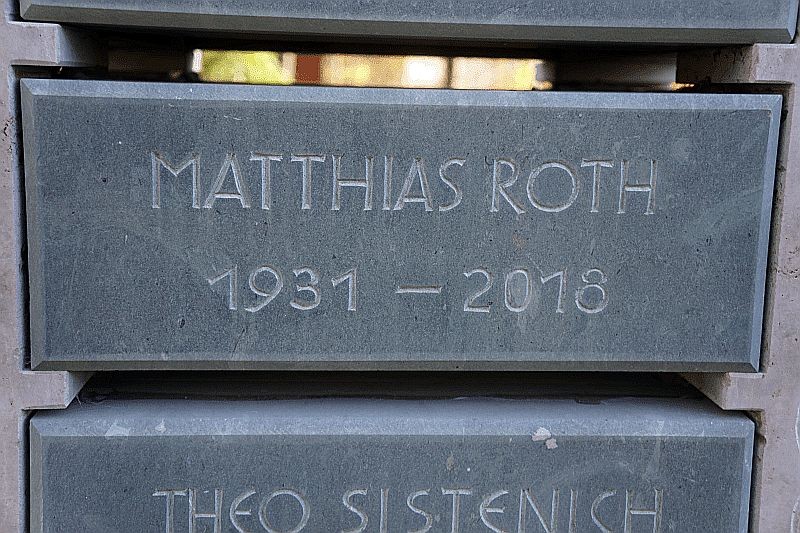 MATTHIAS ROTH
1931 – 2018
THEO SISTENICH